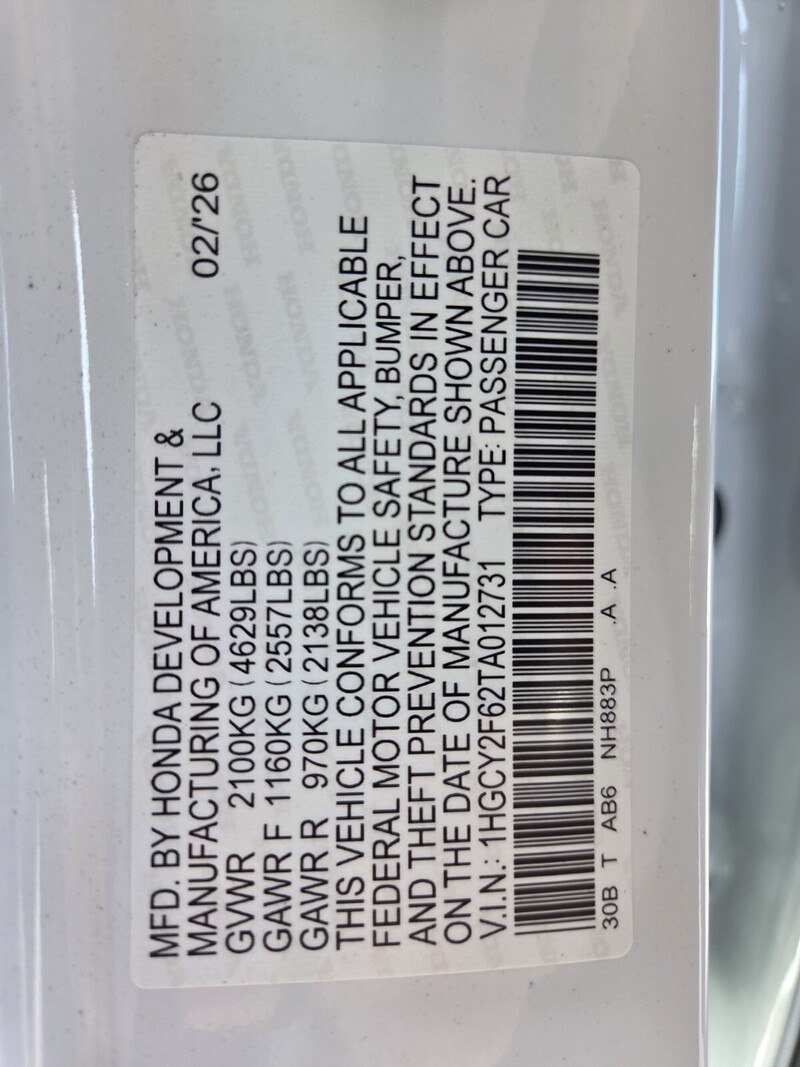 MFD. BY HONDA DEVELOPMENT &
MANUFACTURING OF AMERICA, LLC 02/'26
GVWR 2100KG (4629LBS)
GAWR F 1160KG (2557LBS)
GAWR R 970KG (2138LBS)
THIS VEHICLE CONFORMS TO ALL APPLICABLE
FEDERAL MOTOR VEHICLE SAFETY, BUMPER,
AND THEFT PREVENTION STANDARDS IN EFFECT
ON THE DATE OF MANUFACTURE SHOWN ABOVE.
V.I.N.: 1HGCY2F62TA012731 TYPE: PASSENGER CAR
30B T AB6 NH883P .A .A